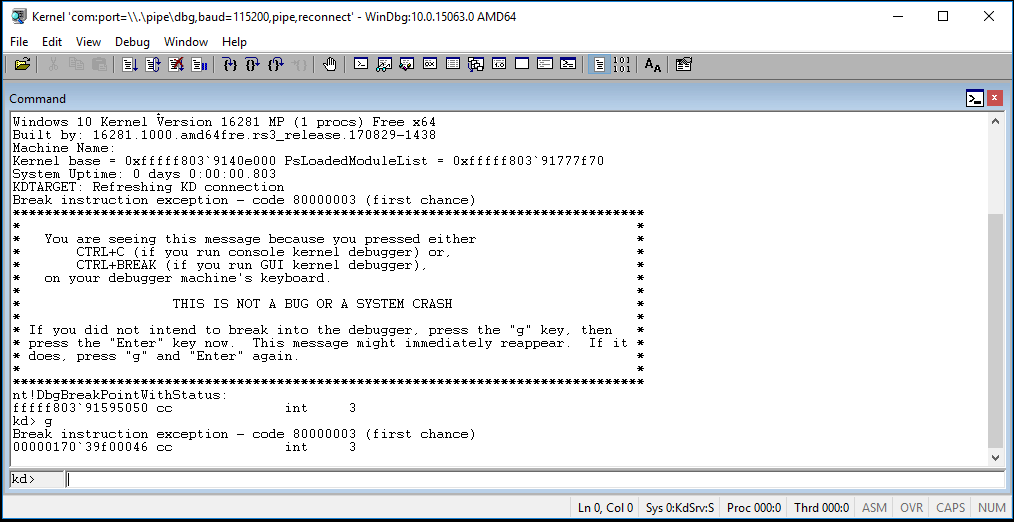 Kernel 'com:port=\\.\pipe\dbg,baud=115200,pipe,reconnect' - WinDbg:10.0.15063.0 AMD64
File Edit View Debug Window Help
Command
Windows 10 Kernel Version 16281 MP (1 procs) Free x64
Built by: 16281.1000.amd64fre.rs3_release.170829-1438
Machine Name:
Kernel base = 0xfffff803`9140e000 PsLoadedModuleList = 0xfffff803`91777f70
System Uptime: 0 days 0:00:00.803
KDTARGET: Refreshing KD connection
Break instruction exception - code 80000003 (first chance)
*******************************************************************************
* *
* You are seeing this message because you pressed either *
* CTRL+C (if you run console kernel debugger) or, *
* CTRL+BREAK (if you run GUI kernel debugger), *
* on your debugger machine's keyboard. *
* *
* THIS IS NOT A BUG OR A SYSTEM CRASH *
* *
* If you did not intend to break into the debugger, press the "g" key, then *
* press the "Enter" key now. This message might immediately reappear. If it *
* does, press "g" and "Enter" again. *
* *
*******************************************************************************
nt!DbgBreakPointWithStatus:
fffff803`91595050 cc int 3
kd> g
Break instruction exception - code 80000003 (first chance)
00000170`39f00046 cc int 3
kd>
Ln 0, Col 0 Sys 0:KdSrv:S Proc 000:0 Thrd 000:0 ASM OVR CAPS NUM